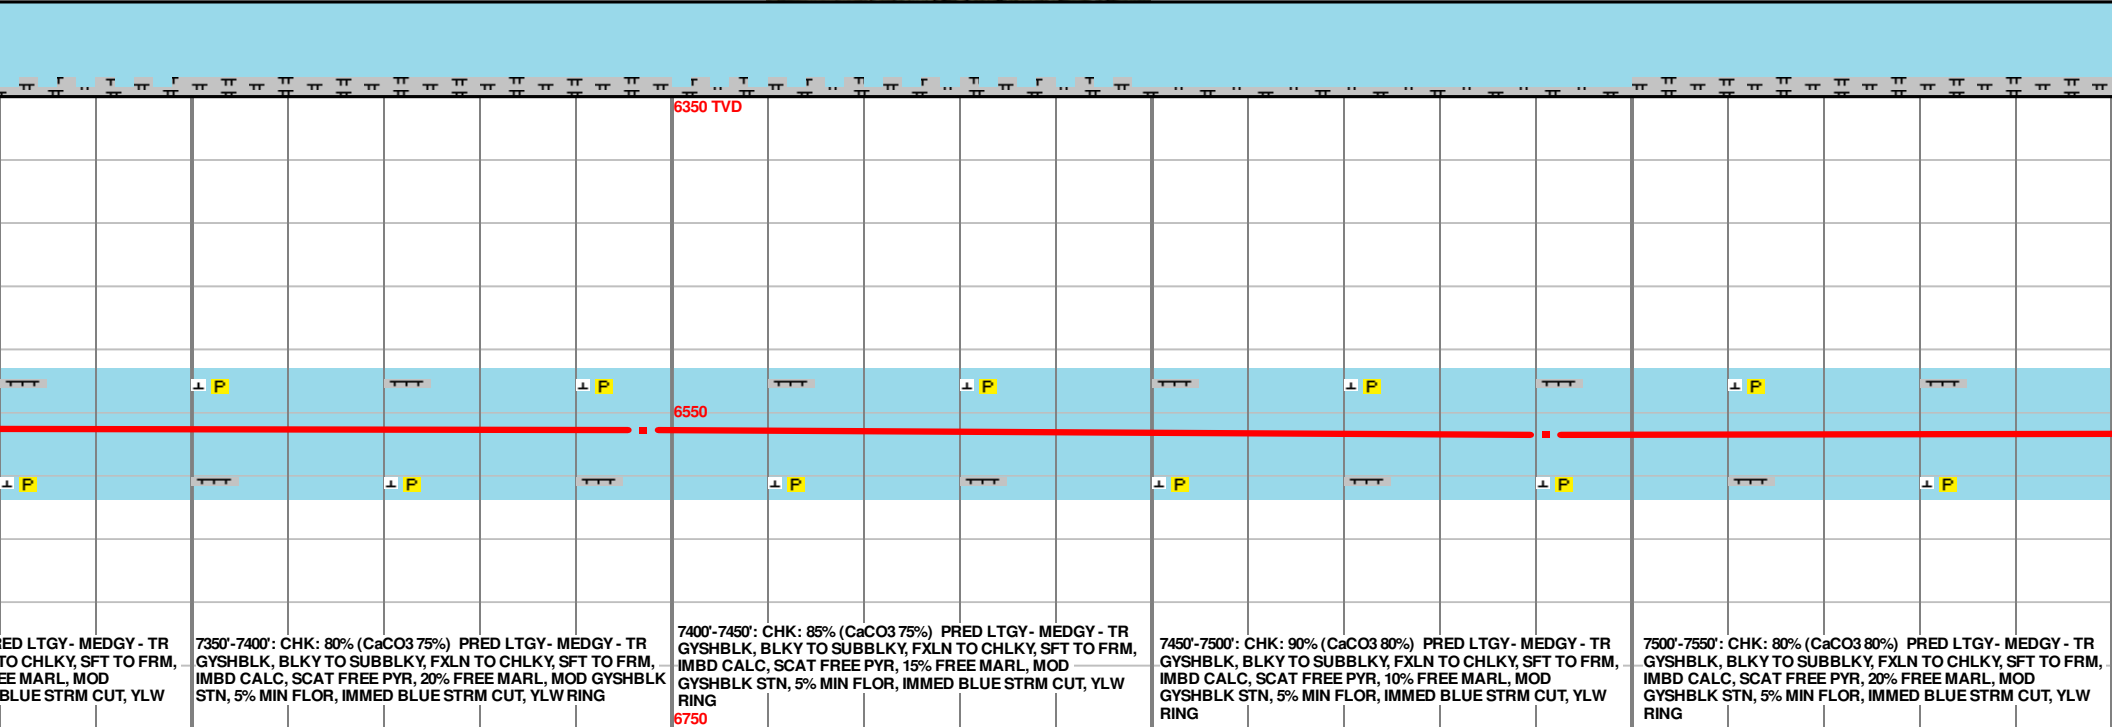 6350 TVD
P
P
P
P
P
6550
P
P
P
P
P
P
RED LTGY- MEDGY - TR
TO CHLKY, SFT TO FRM,
EE MARL, MOD
BLUE STRM CUT, YLW
7350'-7400': CHK: 80% (CaCO3 75%) PRED LTGY- MEDGY - TR
GYSHBLK, BLKY TO SUBBLKY, FXLN TO CHLKY, SFT TO FRM,
IMBD CALC, SCAT FREE PYR, 20% FREE MARL, MOD GYSHBLK
STN, 5% MIN FLOR, IMMED BLUE STRM CUT, YLW RING
7400'-7450': CHK: 85% (CaCO3 75%) PRED LTGY- MEDGY - TR
GYSHBLK, BLKY TO SUBBLKY, FXLN TO CHLKY, SFT TO FRM,
IMBD CALC, SCAT FREE PYR, 15% FREE MARL, MOD
GYSHBLK STN, 5% MIN FLOR, IMMED BLUE STRM CUT, YLW
RING
6750
7450'-7500': CHK: 90% (CaCO3 80%) PRED LTGY- MEDGY - TR
GYSHBLK, BLKY TO SUBBLKY, FXLN TO CHLKY, SFT TO FRM,
IMBD CALC, SCAT FREE PYR, 10% FREE MARL, MOD
GYSHBLK STN, 5% MIN FLOR, IMMED BLUE STRM CUT, YLW
RING
7500'-7550': CHK: 80% (CaCO3 80%) PRED LTGY- MEDGY - TR
GYSHBLK, BLKY TO SUBBLKY, FXLN TO CHLKY, SFT TO FRM,
IMBD CALC, SCAT FREE PYR, 20% FREE MARL, MOD
GYSHBLK STN, 5% MIN FLOR, IMMED BLUE STRM CUT, YLW
RING